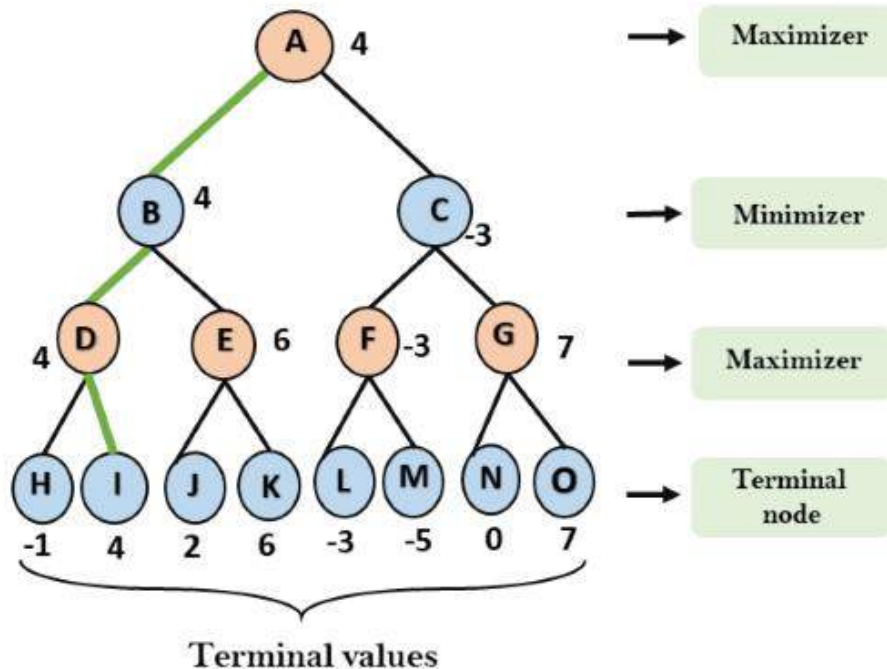 A 4
Maximizer
B 4
C -3
Minimizer
D 4
E 6
F -3
G 7
Maximizer
H I J K L M N O
Terminal
node
-1 4 2 6 -3 -5 0 7
Terminal values